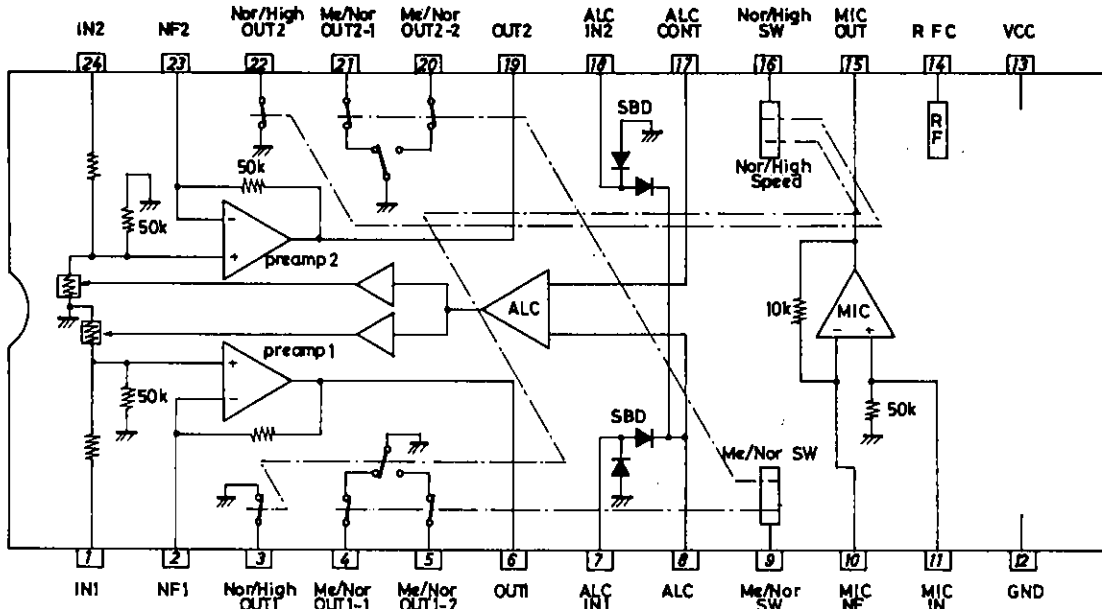 IN2
NF2
Nor/High
OUT2
Me/Nor
OUT2-1
Me/Nor
OUT2-2
OUT2
ALC
IN2
ALC
CONT
Nor/High
SW
MIC
OUT
RFC
VCC
24
23
22
21
20
19
18
17
16
15
14
13
SBD
RF
50k
Nor/High
Speed
50k
-
+
preamp 2
ALC
10k
MIC
-
+
preamp 1
+
-
50k
50k
SBD
Me/Nor SW
1
2
3
4
5
6
7
8
9
10
11
12
IN1
NF1
Nor/High
OUT1
Me/Nor
OUT1-1
Me/Nor
OUT1-2
OUT1
ALC
IN1
ALC
Me/Nor
SW
MIC
NF
MIC
IN
GND